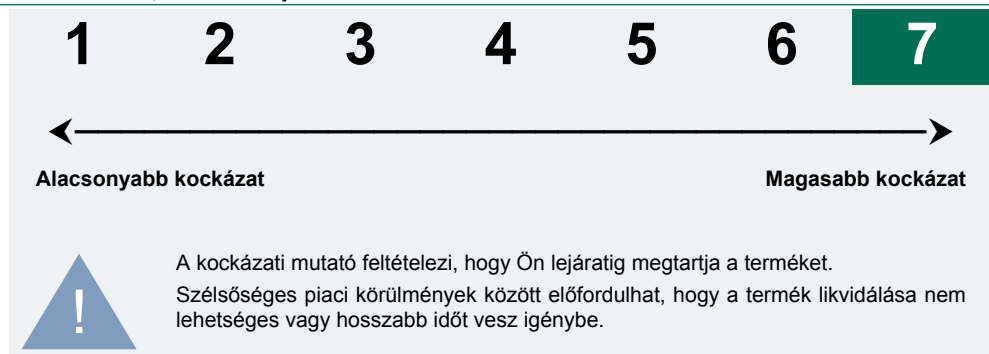 1 2 3 4 5 6 7
Alacsonyabb kockázat Magasabb kockázat
A kockázati mutató feltételezi, hogy Ön lejáratig megtartja a terméket.
Szélsőséges piaci körülmények között előfordulhat, hogy a termék likvidálása nem
lehetséges vagy hosszabb időt vesz igénybe.
!